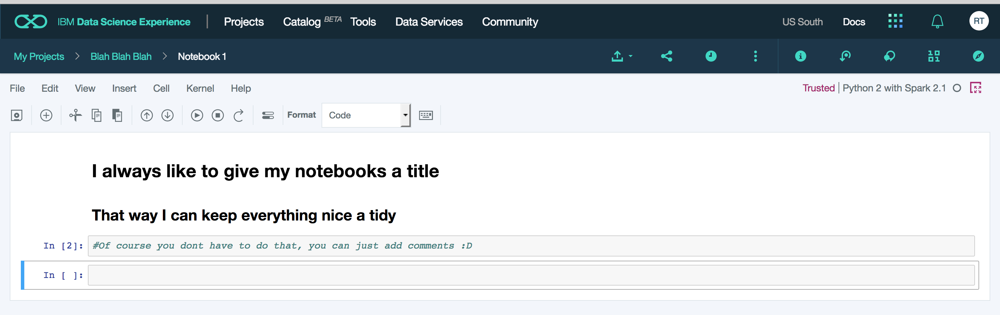 IBM Data Science Experience | Projects Catalog BETA Tools Data Services Community US South Docs RT
My Projects > Blah Blah Blah > Notebook 1
File Edit View Insert Cell Kernel Help Trusted | Python 2 with Spark 2.1
Format Code
I always like to give my notebooks a title
That way I can keep everything nice a tidy
In [2]: #Of course you dont have to do that, you can just add comments :D
In [ ]: